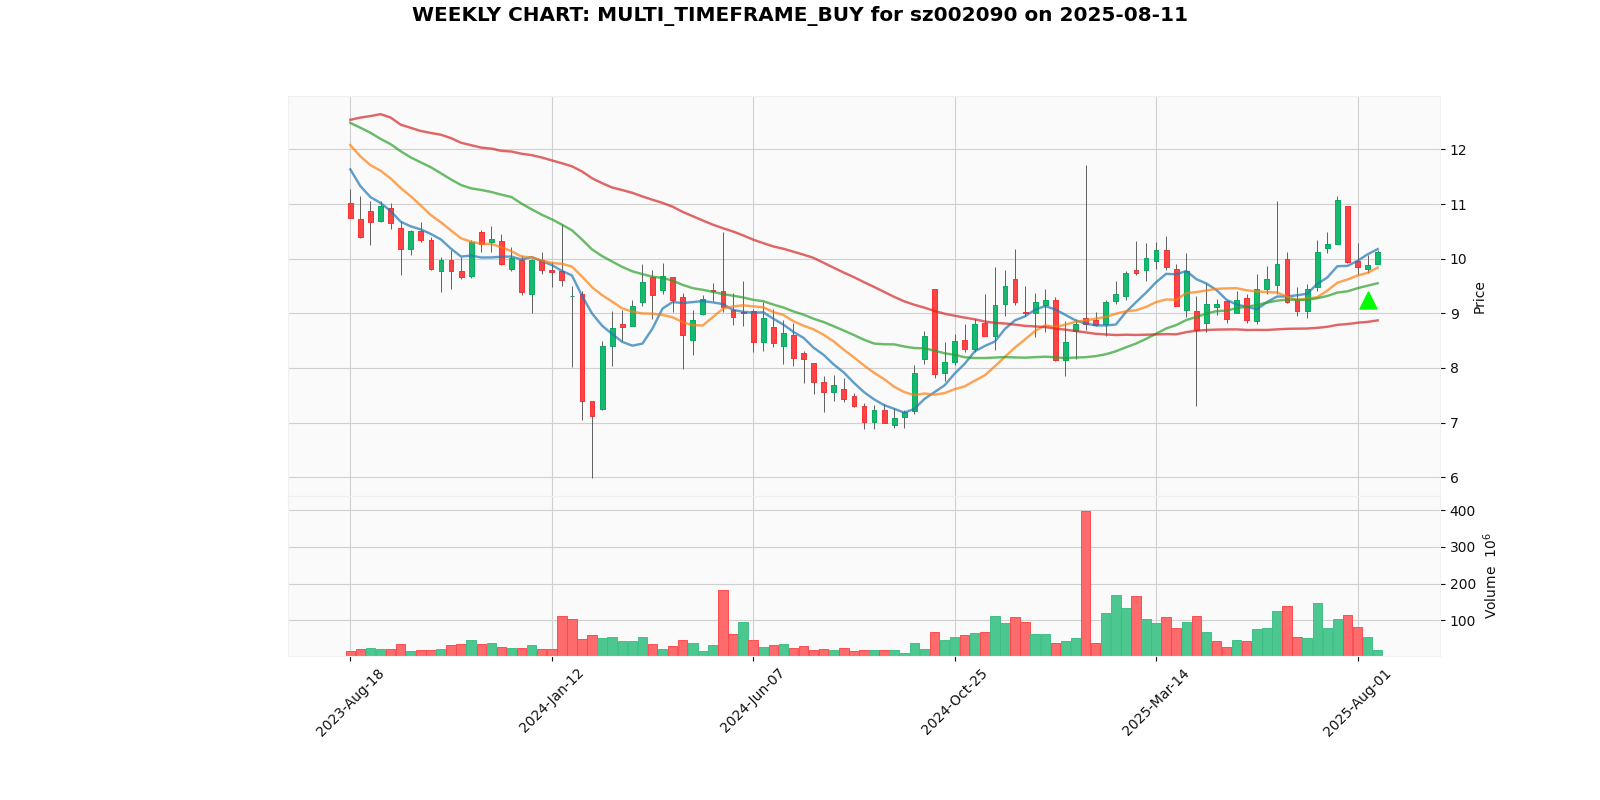 WEEKLY CHART: MULTI_TIMEFRAME_BUY for sz002090 on 2025-08-11
12
11
10
9
8
7
6
Price
400
300
200
100
Volume 10^6
2023-Aug-18
2024-Jan-12
2024-Jun-07
2024-Oct-25
2025-Mar-14
2025-Aug-01